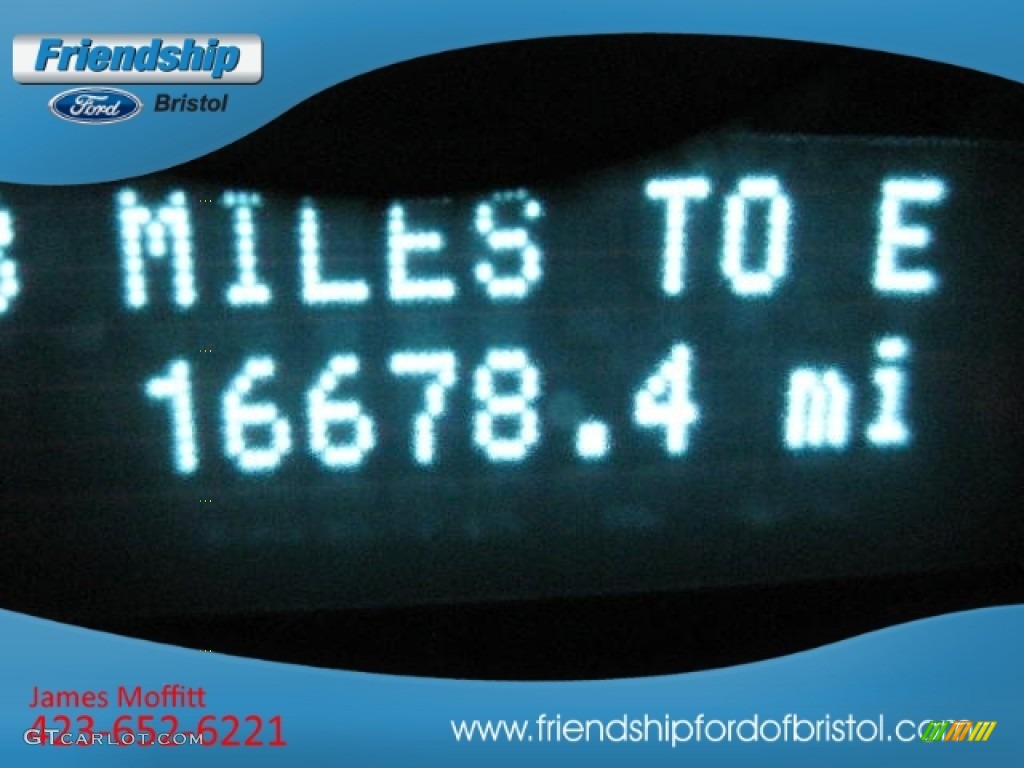 Friendship
Ford Bristol
MILES TO E
16678.4 mi
James Moffitt
423-652-6221
GTCARLOT.COM
www.friendshipfordofbristol.com